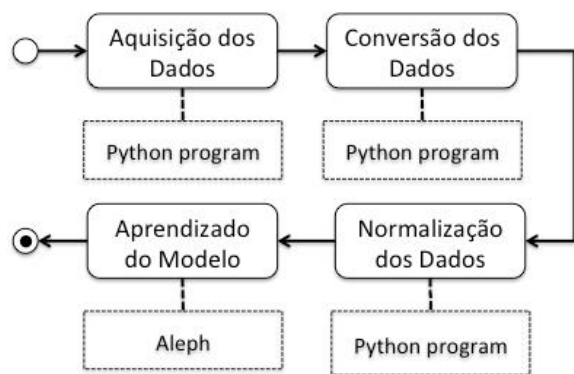 Aquisição dos
Dados
Conversão dos
Dados
Python program
Python program
Aprendizado
do Modelo
Normalização
dos Dados
Aleph
Python program